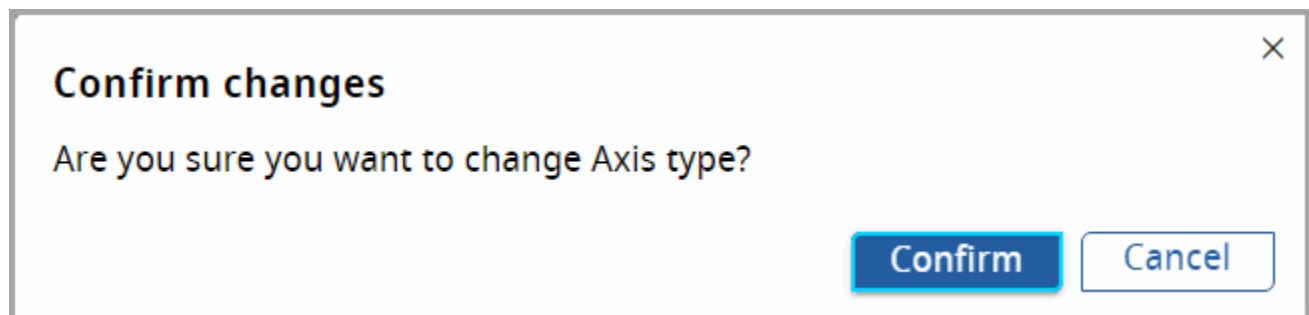 Confirm changes
Are you sure you want to change Axis type?
Confirm Cancel